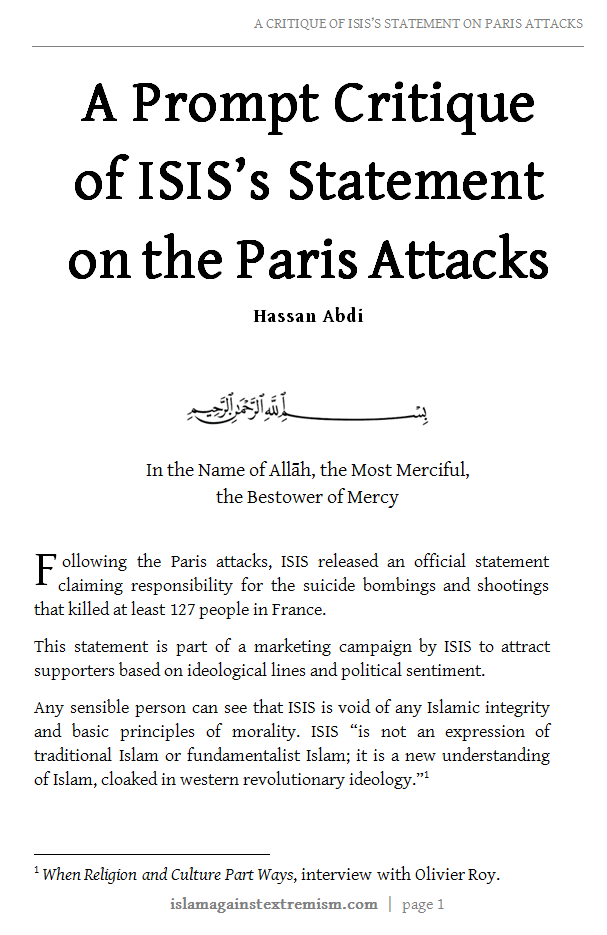 A CRITIQUE OF ISIS’S STATEMENT ON PARIS ATTACKS
A Prompt Critique
of ISIS’s Statement
on the Paris Attacks
Hassan Abdi
بِسْمِ اللَّهِ الرَّحْمَٰنِ الرَّحِيمِ
In the Name of Allāh, the Most Merciful,
the Bestower of Mercy
Following the Paris attacks, ISIS released an official statement
claiming responsibility for the suicide bombings and shootings
that killed at least 127 people in France.
This statement is part of a marketing campaign by ISIS to attract
supporters based on ideological lines and political sentiment.
Any sensible person can see that ISIS is void of any Islamic integrity
and basic principles of morality. ISIS “is not an expression of
traditional Islam or fundamentalist Islam; it is a new understanding
of Islam, cloaked in western revolutionary ideology.”1
1 When Religion and Culture Part Ways, interview with Olivier Roy.
islamagainstextremism.com | page 1